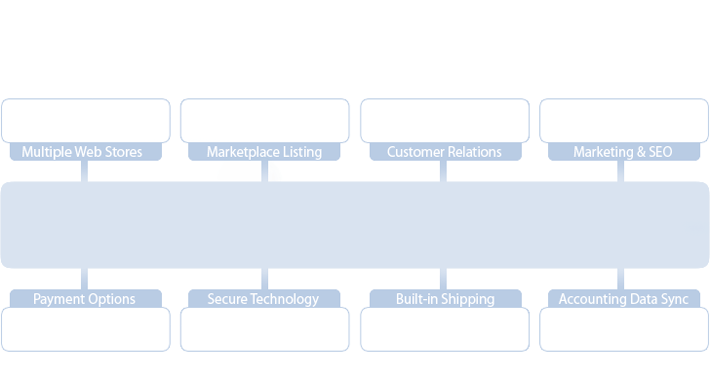 Multiple Web Stores
Marketplace Listing
Customer Relations
Marketing & SEO
Payment Options
Secure Technology
Built-in Shipping
Accounting Data Sync